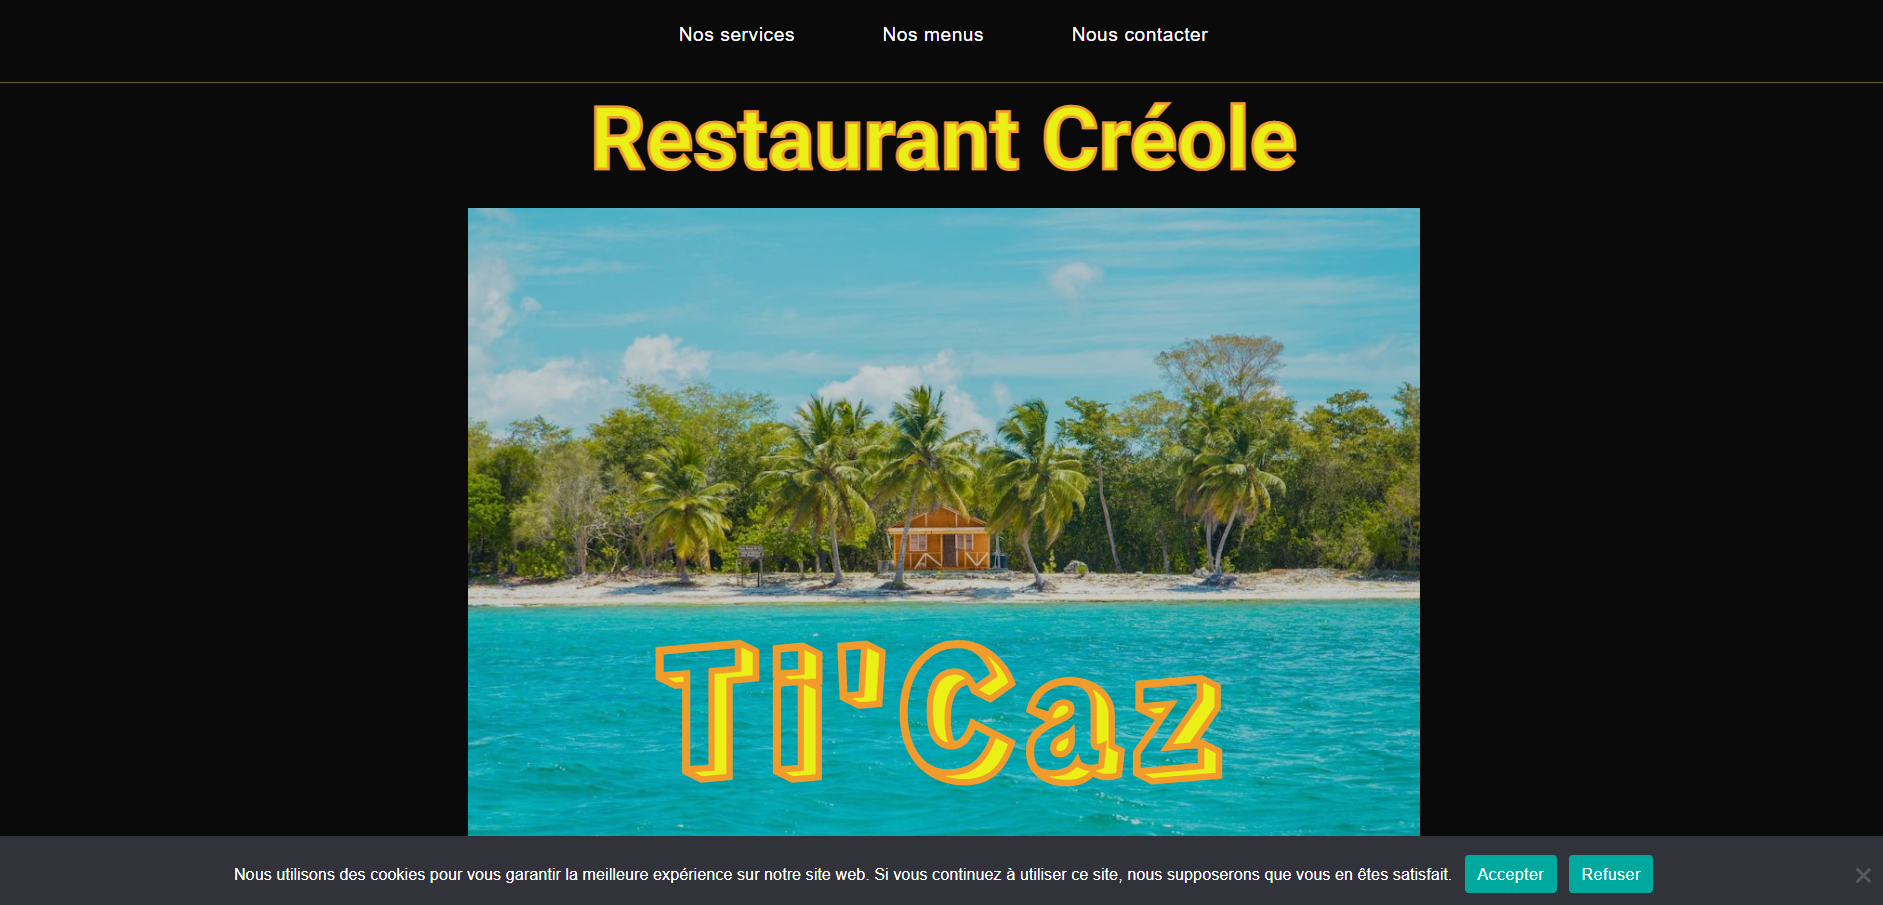 Nos services Nos menus Nous contacter
Restaurant Créole
Ti'Caz
Nous utilisons des cookies pour vous garantir la meilleure expérience sur notre site web. Si vous continuez à utiliser ce site, nous supposerons que vous en êtes satisfait. Accepter Refuser